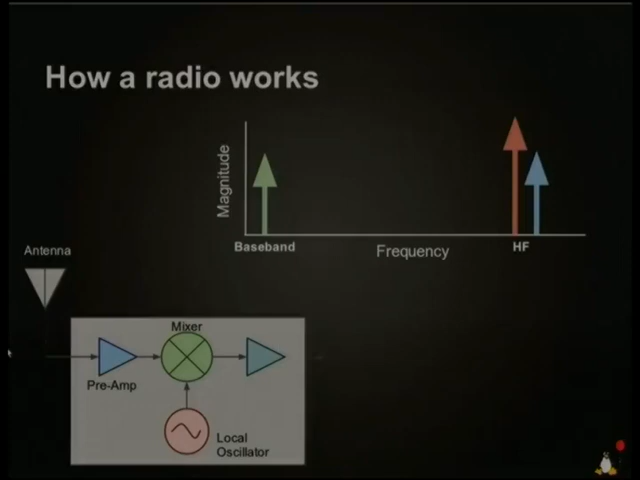 How a radio works
Magnitude
Baseband
Frequency
HF
Antenna
Mixer
Pre-Amp
Local
Oscillator